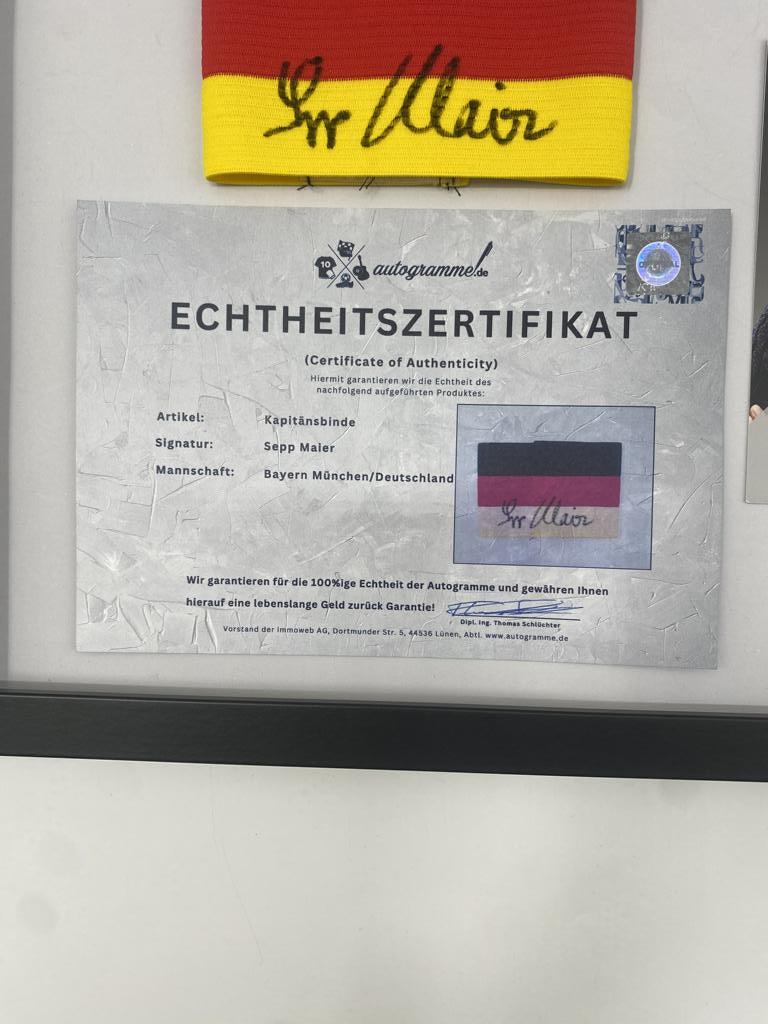 Sepp Maier
10
autogramme.de
ECHTHEITSZERTIFIKAT
(Certificate of Authenticity)
Hiermit garantieren wir die Echtheit des
nachfolgend aufgeführten Produktes:
Artikel: Kapitänsbinde
Signatur: Sepp Maier
Mannschaft: Bayern München/Deutschland
Sepp Maier
Wir garantieren für die 100%ige Echtheit der Autogramme und gewähren Ihnen
hierauf eine lebenslange Geld zurück Garantie!
Dipl. Ing. Thomas Schlüchter
Vorstand der Immoweb AG, Dortmunder Str. 5, 44536 Lünen, Abtl. www.autogramme.de